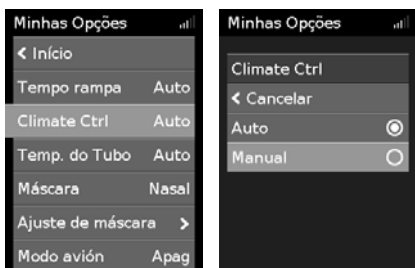 Minhas Opções
< Início
Tempo rampa Auto
Climate Ctrl Auto
Temp. do Tubo Auto
Máscara Nasal
Ajuste de máscara >
Modo avión Apag
Minhas Opções
Climate Ctrl
< Cancelar
Auto
Manual